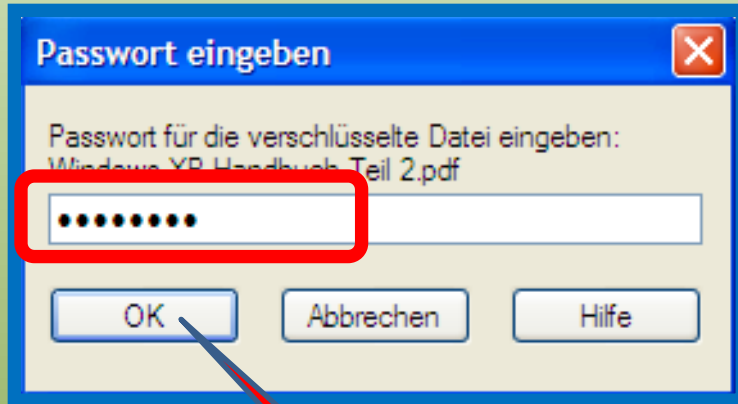 Passwort eingeben
Passwort für die verschlüsselte Datei eingeben:
Windows XP Handbuch Teil 2.pdf
••••••••
OK
Abbrechen
Hilfe